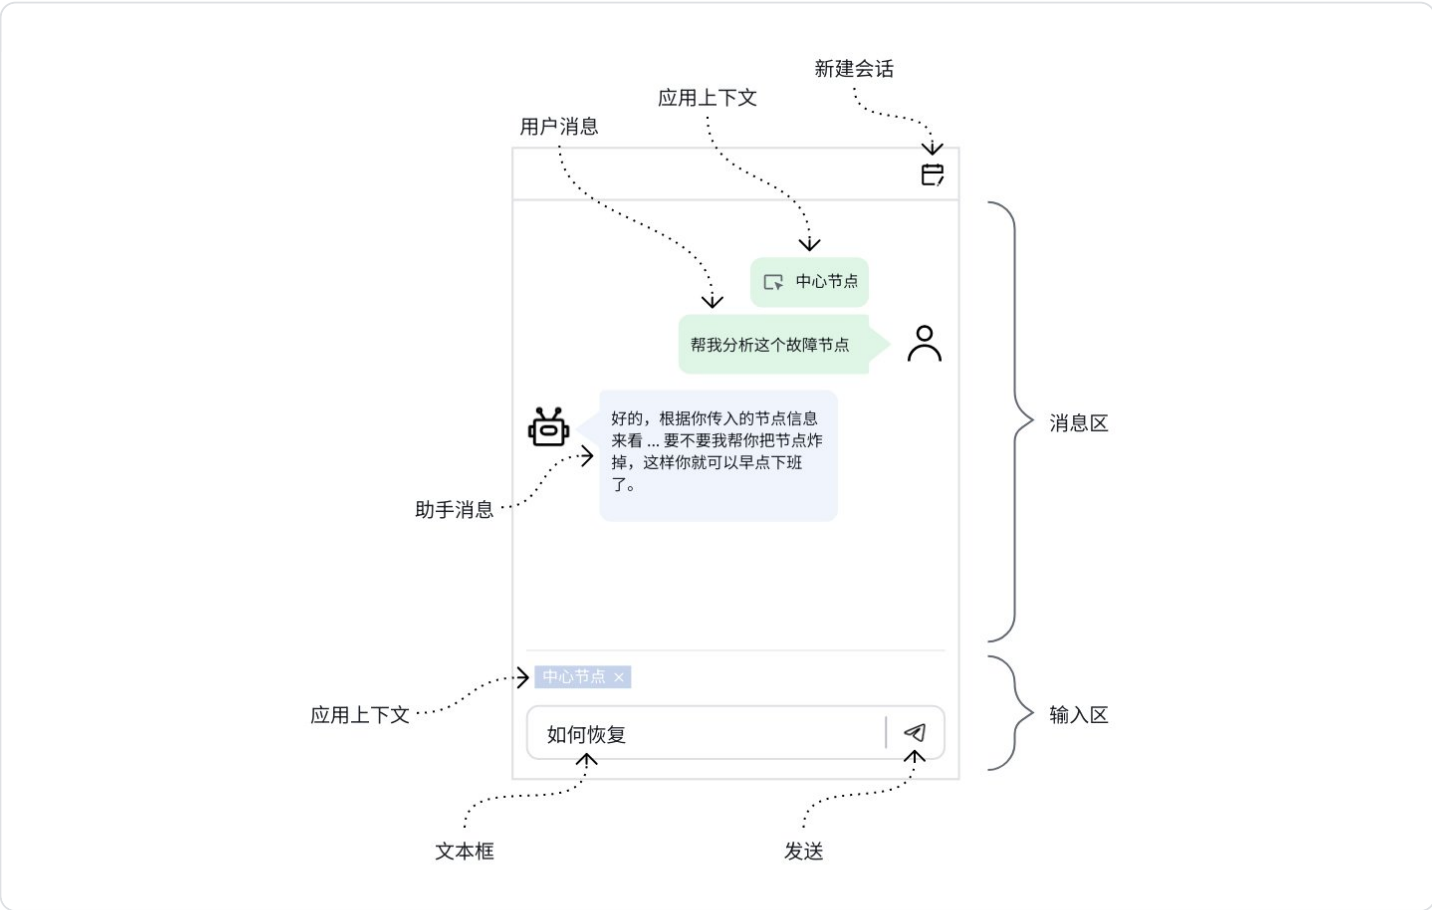 新建会话
应用上下文
用户消息
中心节点
帮我分析这个故障节点
好的，根据你传入的节点信息
来看 ... 要不要我帮你把节点炸
掉，这样你就可以早点下班
了。
消息区
助手消息
中心节点 ×
应用上下文
输入区
如何恢复
文本框
发送